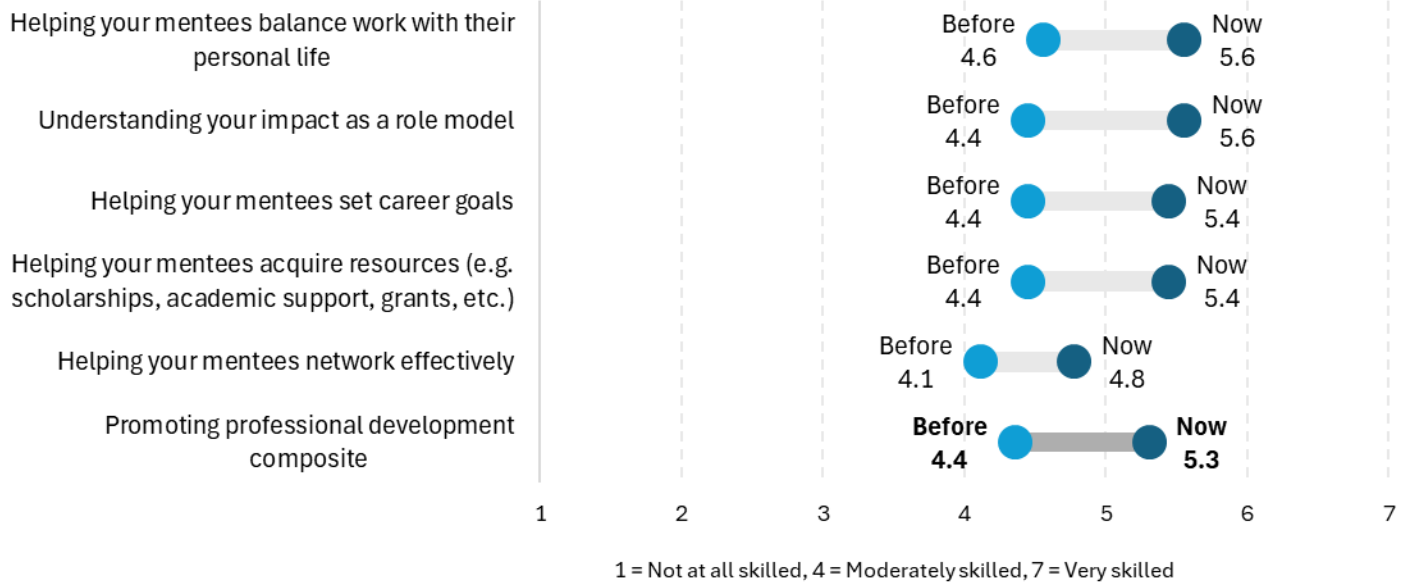 Helping your mentees balance work with their
personal life
Before
4.6
Now
5.6
Understanding your impact as a role model
Before
4.4
Now
5.6
Helping your mentees set career goals
Before
4.4
Now
5.4
Helping your mentees acquire resources (e.g.
scholarships, academic support, grants, etc.)
Before
4.4
Now
5.4
Helping your mentees network effectively
Before
4.1
Now
4.8
Promoting professional development
composite
Before
4.4
Now
5.3
1 2 3 4 5 6 7
1 = Not at all skilled, 4 = Moderately skilled, 7 = Very skilled